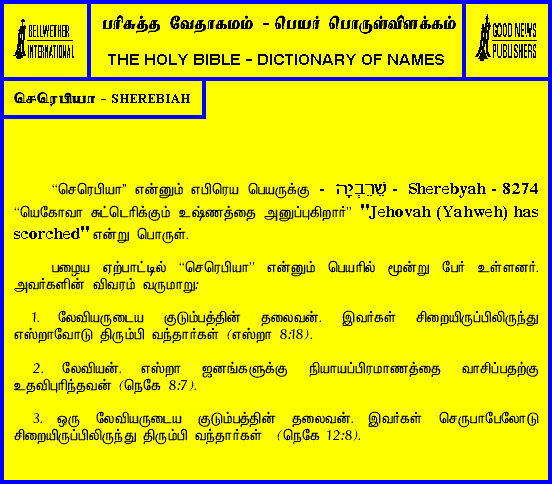 BELLWETHER
INTERNATIONAL
பரிசுத்த வேதாகமம் - பெயர் பொருள்விளக்கம்
THE HOLY BIBLE - DICTIONARY OF NAMES
GOOD NEWS
PUBLISHERS
செரெபியா - SHEREBIAH
“செரெபியா” என்னும் எபிரெய பெயருக்கு - שֵׁרֵבְיָה - Sherebyah - 8274
“யெகோவா சுட்டெரிக்கும் உஷ்ணத்தை அனுப்புகிறார்” "Jehovah (Yahweh) has
scorched" என்று பொருள்.
பழைய ஏற்பாட்டில் “செரெபியா” என்னும் பெயரில் மூன்று பேர் உள்ளனர்.
அவர்களின் விவரம் வருமாறு:
1. லேவியருடைய குடும்பத்தின் தலைவன். இவர்கள் சிறையிருப்பிலிருந்து
எஸ்றாவோடு திரும்பி வந்தார்கள் (எஸ்றா 8:18).
2. லேவியன். எஸ்றா ஜனங்களுக்கு நியாயப்பிரமாணத்தை வாசிப்பதற்கு
உதவிபுரிந்தவன் (நெகே 8:7).
3. ஒரு லேவியருடைய குடும்பத்தின் தலைவன். இவர்கள் செருபாபேலோடு
சிறையிருப்பிலிருந்து திரும்பி வந்தார்கள் (நெகே 12:8).